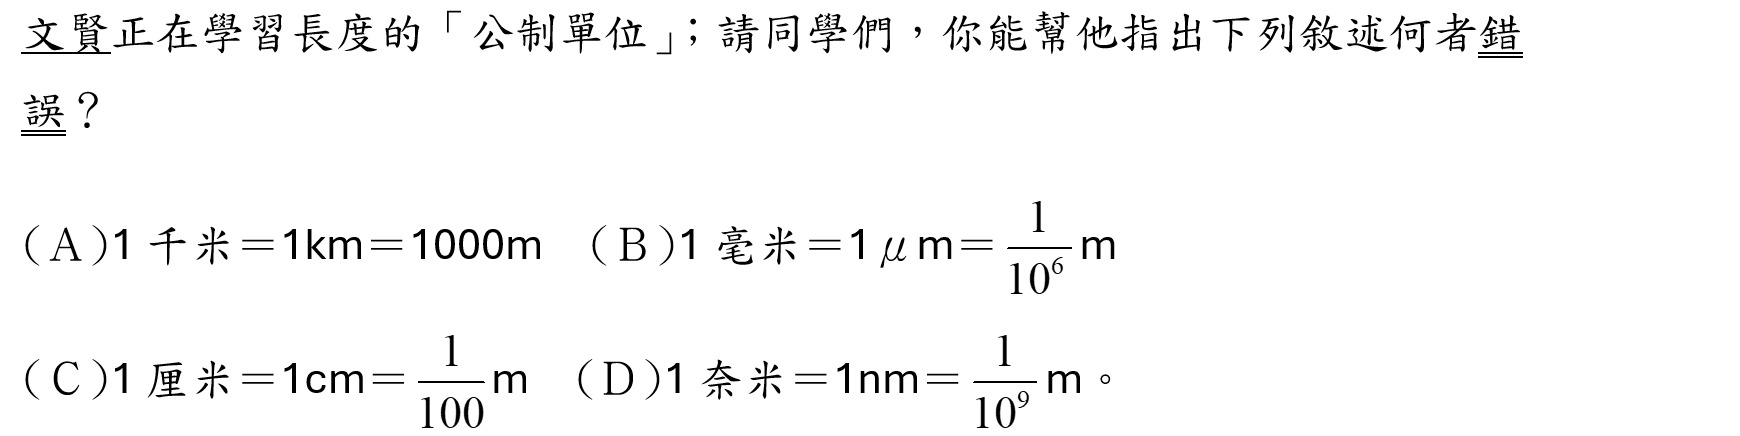 文賢正在學習長度的「公制單位」；請同學們，你能幫他指出下列敘述何者錯
誤？
（A）1 千米＝1km＝1000m （B）1 毫米＝1μm＝\frac{1}{10^6}m
（C）1 厘米＝1cm＝\frac{1}{100}m （D）1 奈米＝1nm＝\frac{1}{10^9}m。